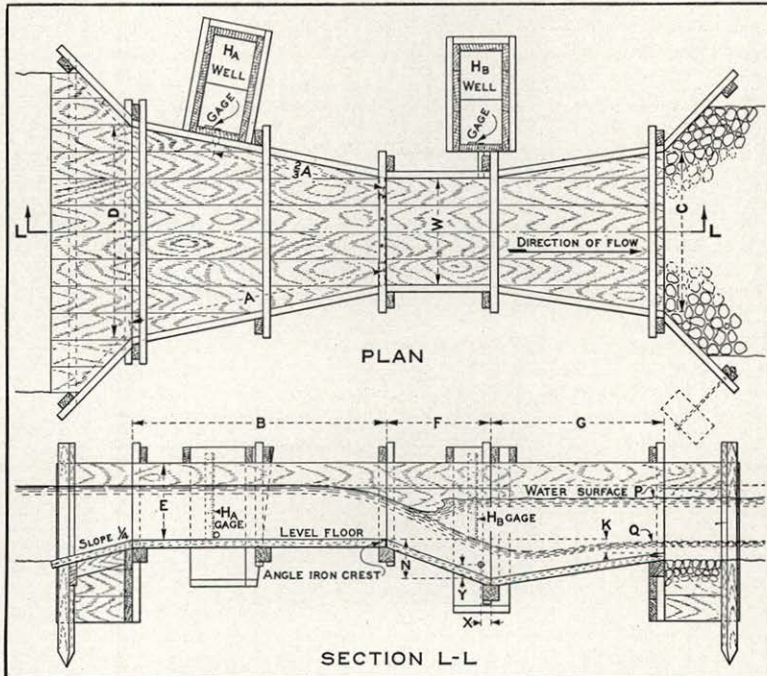 HA
WELL
GAGE
HB
WELL
GAGE
2/3 A
D
W
C
L
L
DIRECTION OF FLOW
A
PLAN
B
F
G
E
HA
GAGE
HB GAGE
WATER SURFACE P
SLOPE 1/4
LEVEL FLOOR
K
Q
N
ANGLE IRON CREST
Y
X
SECTION L-L